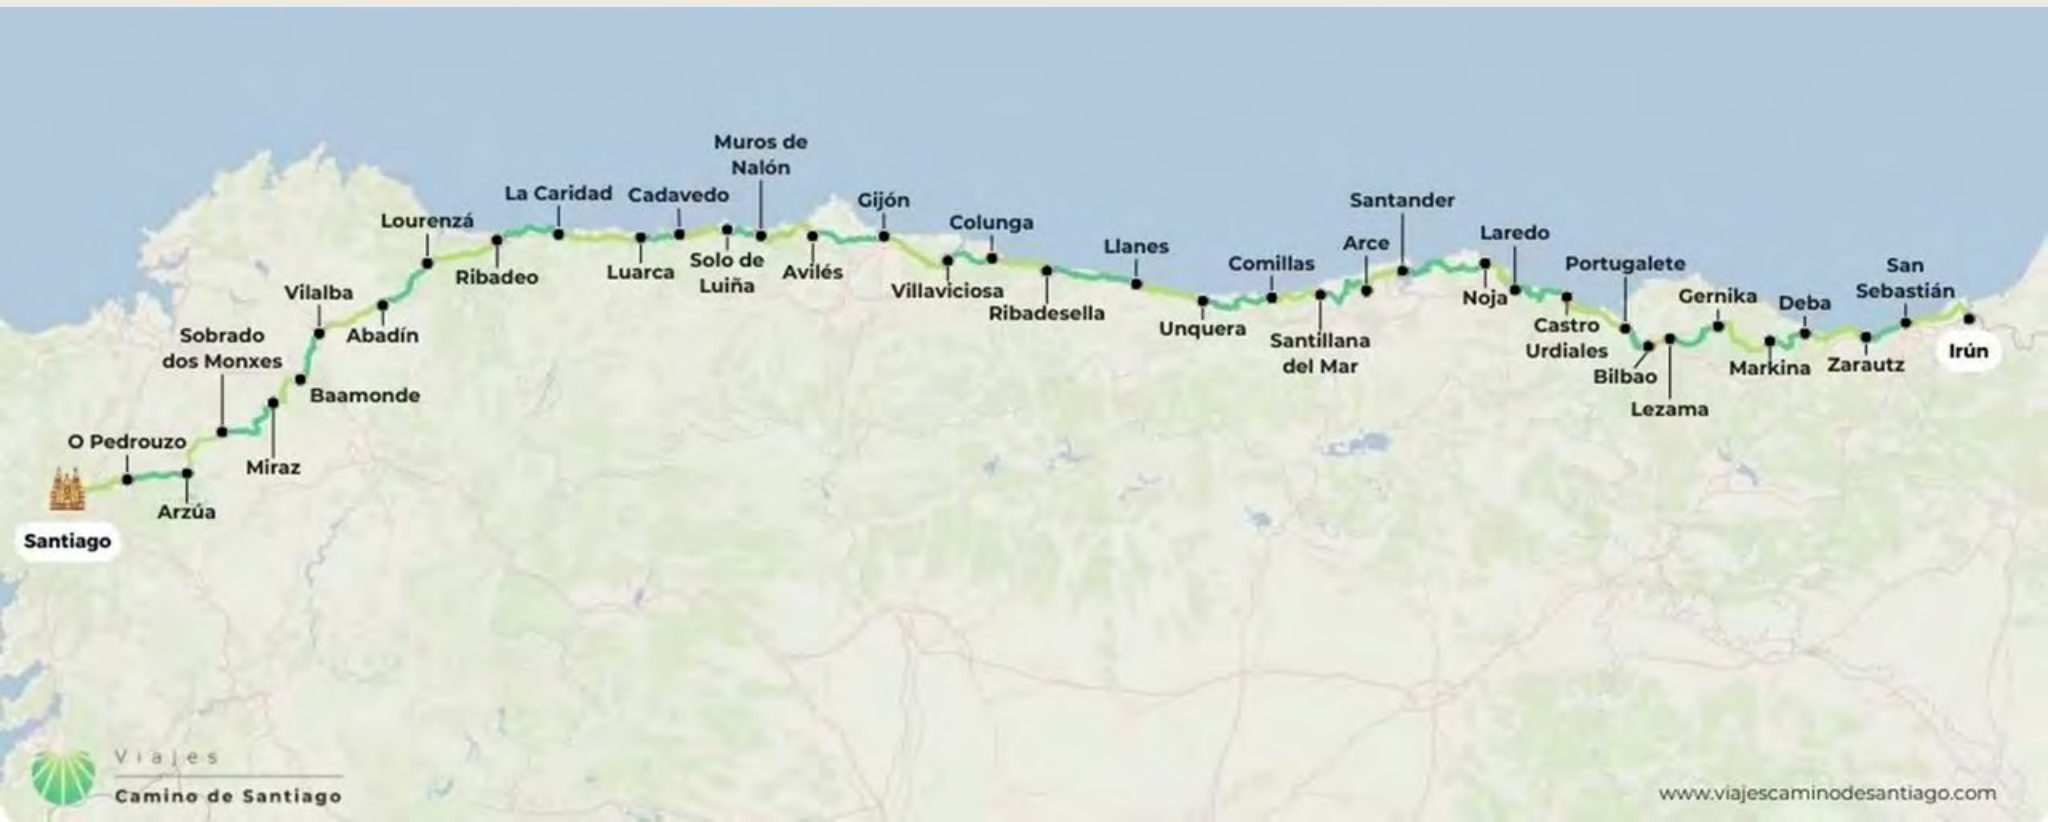 Muros de
Nalón
La Caridad
Cadavedo
Gijón
Santander
Lourenzá
Colunga
Laredo
Arce
Llanes
Solo de
Luiña
Avilés
Ribadeo
Luarca
Comillas
Portugalete
San
Sebastián
Vilalba
Villaviciosa
Ribadesella
Noja
Gernika
Deba
Sobrado
dos Monxes
Abadín
Unquera
Santillana
del Mar
Castro
Urdiales
Irún
Bilbao
Markina
Zarautz
Baamonde
Lezama
O Pedrouzo
Miraz
Arzúa
Santiago
Viajes
Camino de Santiago
www.viajescaminodesantiago.com